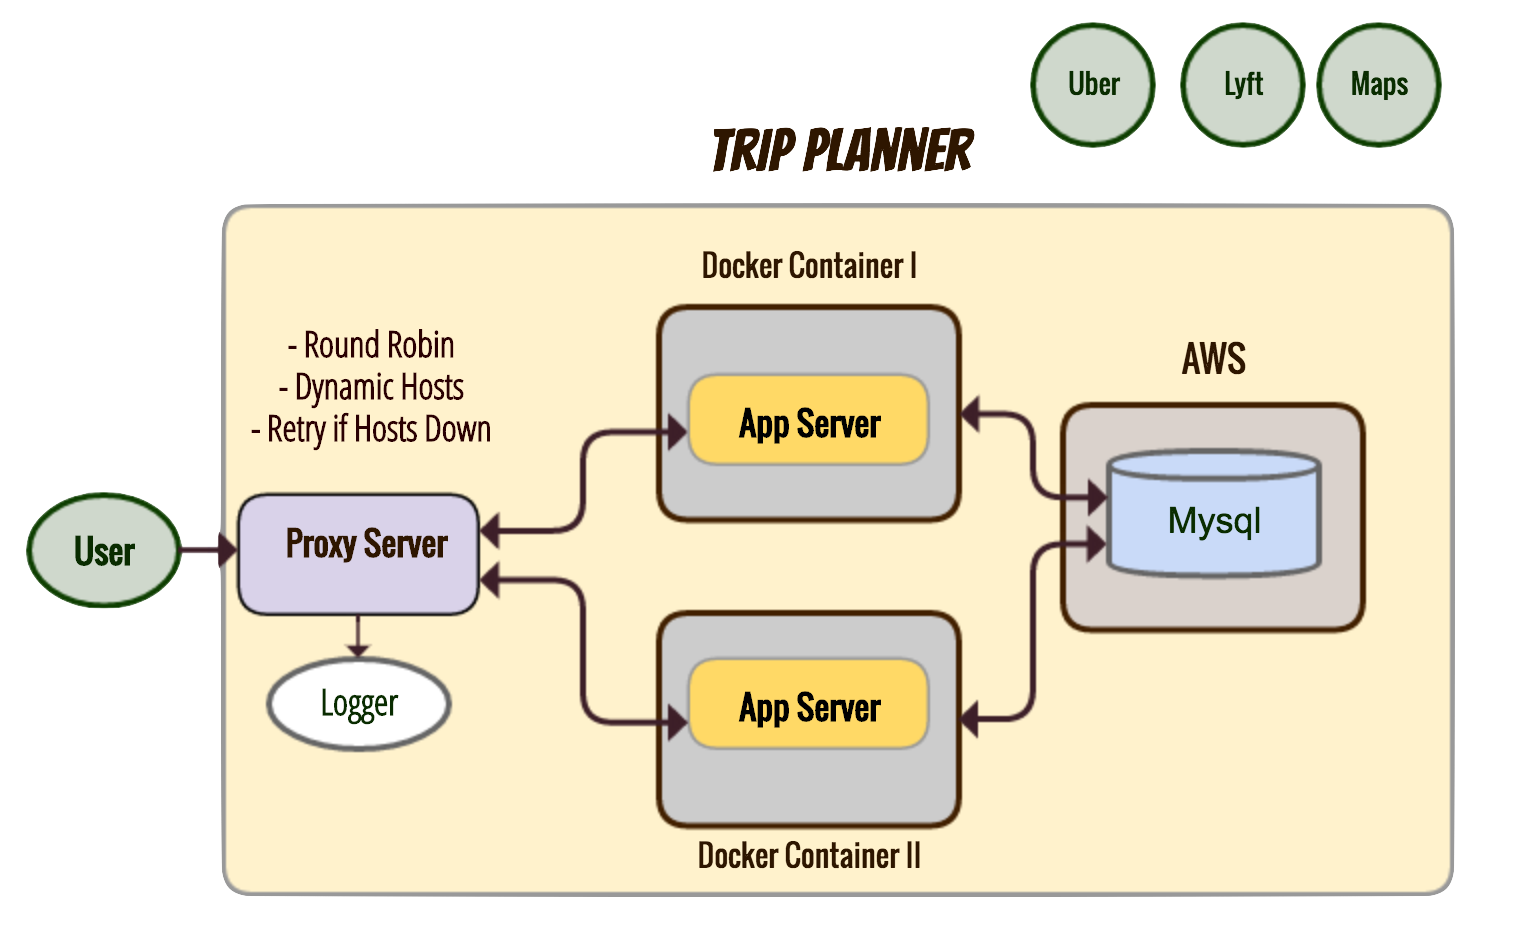 Uber
Lyft
Maps
TRIP PLANNER
Docker Container I
- Round Robin
- Dynamic Hosts
- Retry if Hosts Down
AWS
App Server
Mysql
User
Proxy Server
Logger
App Server
Docker Container II